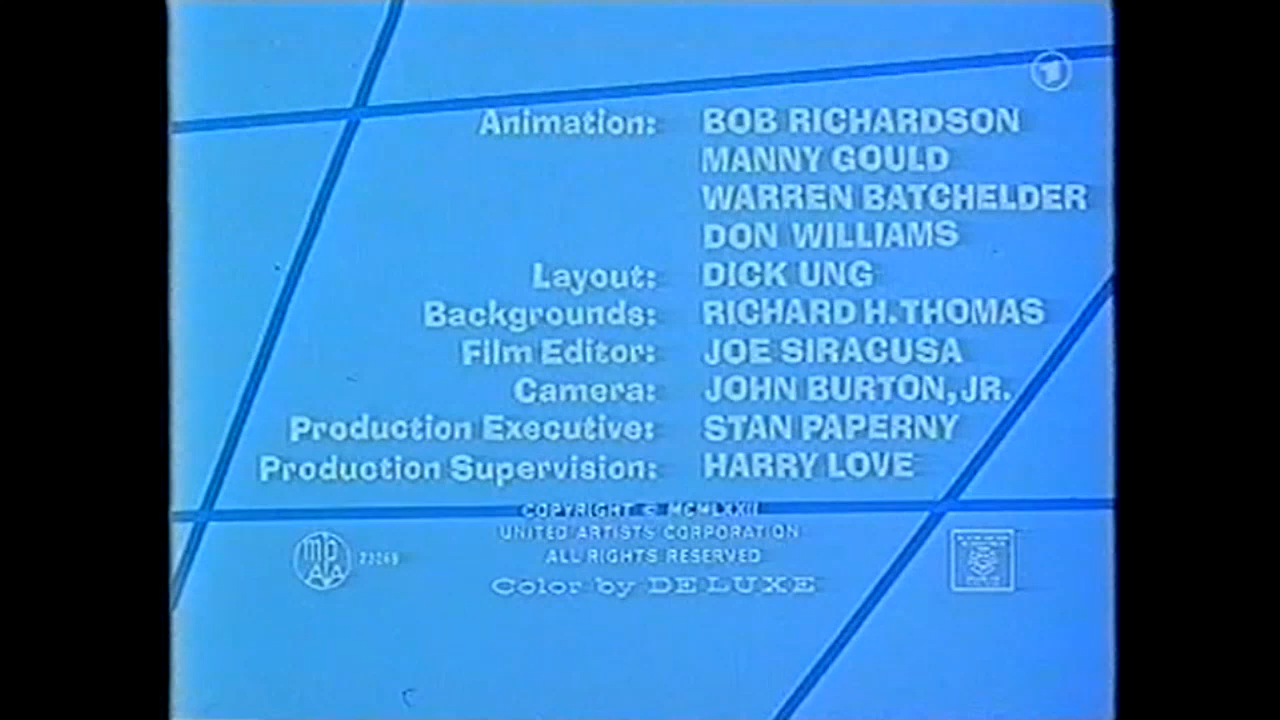 Animation: BOB RICHARDSON
MANNY GOULD
WARREN BATCHELDER
DON WILLIAMS
Layout: DICK UNG
Backgrounds: RICHARD H. THOMAS
Film Editor: JOE SIRACUSA
Camera: JOHN BURTON, JR.
Production Executive: STAN PAPERNY
Production Supervision: HARRY LOVE
COPYRIGHT © MCMLXXII
UNITED ARTISTS CORPORATION
ALL RIGHTS RESERVED
Color by DE LUXE
MPAA
1